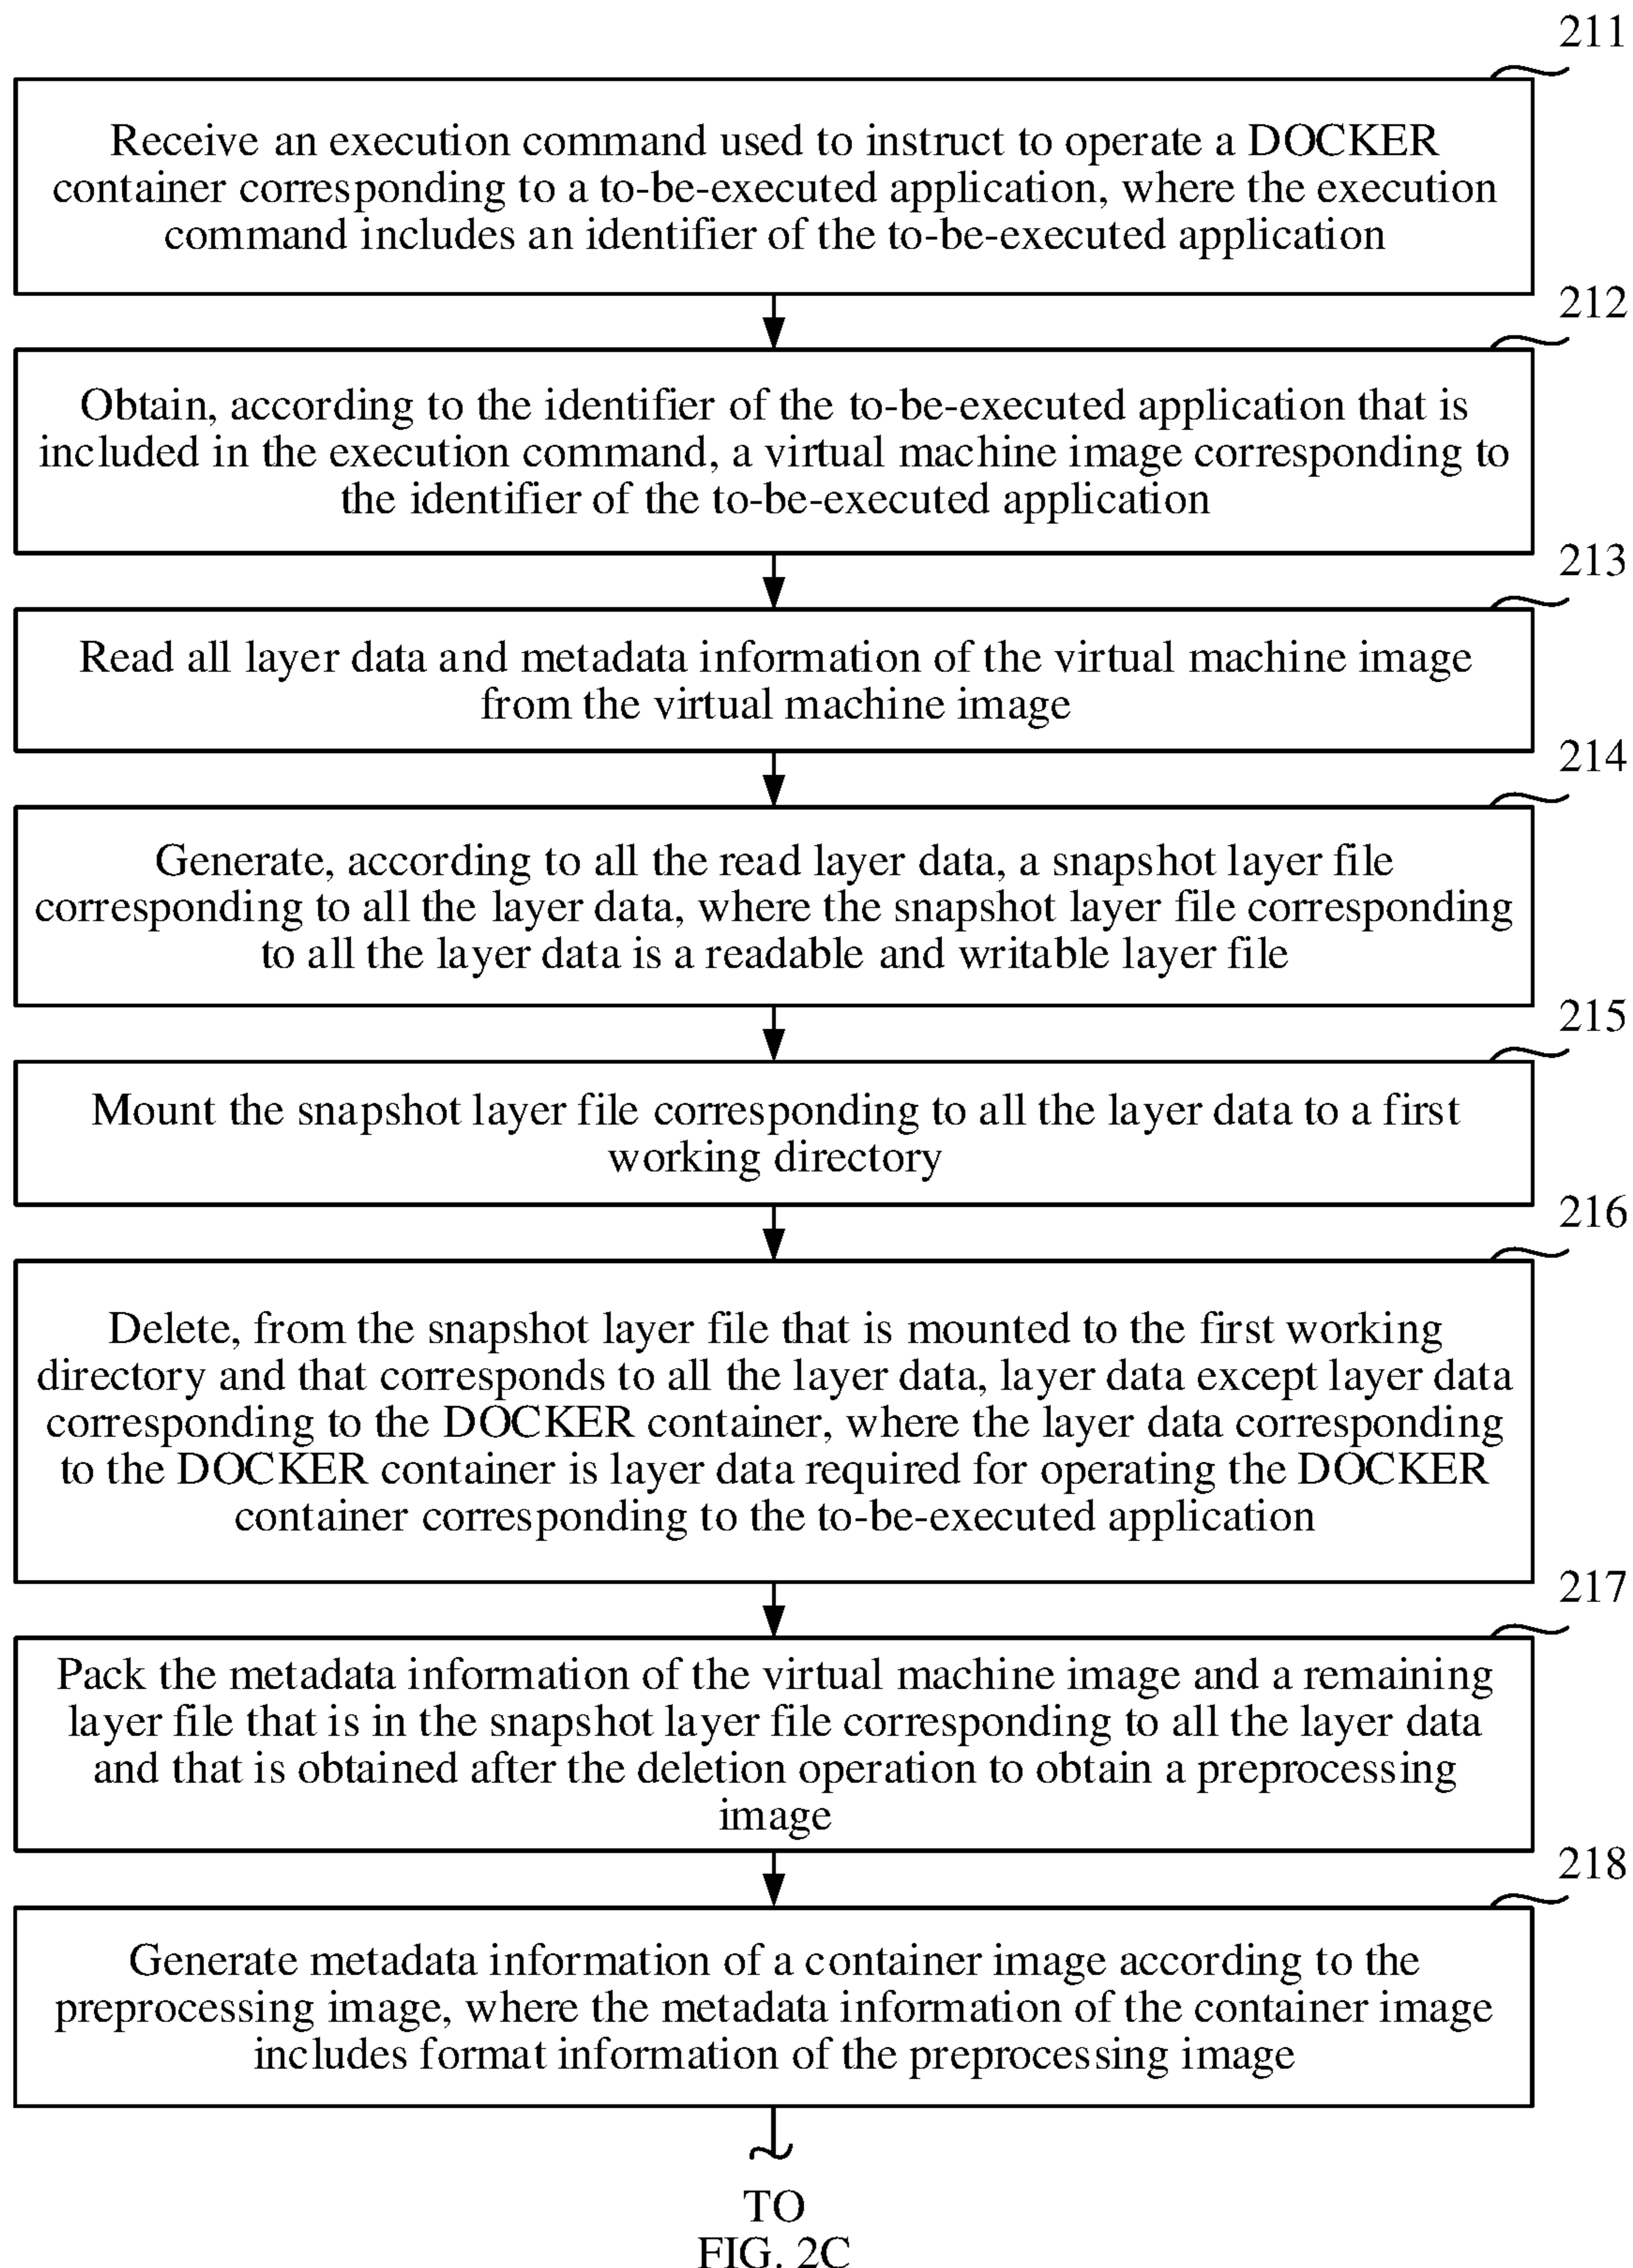 211
Receive an execution command used to instruct to operate a DOCKER
container corresponding to a to-be-executed application, where the execution
command includes an identifier of the to-be-executed application
212
Obtain, according to the identifier of the to-be-executed application that is
included in the execution command, a virtual machine image corresponding to
the identifier of the to-be-executed application
213
Read all layer data and metadata information of the virtual machine image
from the virtual machine image
214
Generate, according to all the read layer data, a snapshot layer file
corresponding to all the layer data, where the snapshot layer file corresponding
to all the layer data is a readable and writable layer file
215
Mount the snapshot layer file corresponding to all the layer data to a first
working directory
216
Delete, from the snapshot layer file that is mounted to the first working
directory and that corresponds to all the layer data, layer data except layer data
corresponding to the DOCKER container, where the layer data corresponding
to the DOCKER container is layer data required for operating the DOCKER
container corresponding to the to-be-executed application
217
Pack the metadata information of the virtual machine image and a remaining
layer file that is in the snapshot layer file corresponding to all the layer data
and that is obtained after the deletion operation to obtain a preprocessing
image
218
Generate metadata information of a container image according to the
preprocessing image, where the metadata information of the container image
includes format information of the preprocessing image
TO
FIG. 2C